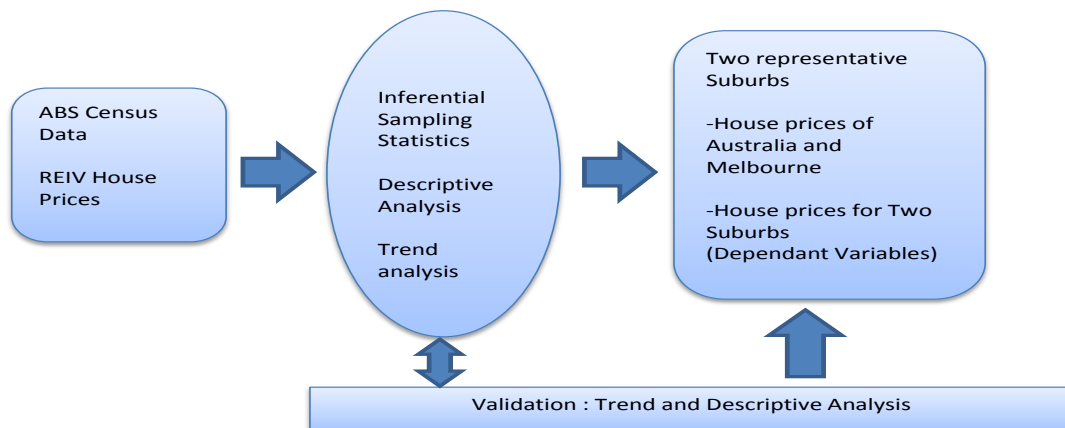 ABS Census
Data
REIV House
Prices
Inferential
Sampling
Statistics
Descriptive
Analysis
Trend
analysis
Two representative
Suburbs
-House prices of
Australia and
Melbourne
-House prices for Two
Suburbs
(Dependant Variables)
Validation : Trend and Descriptive Analysis